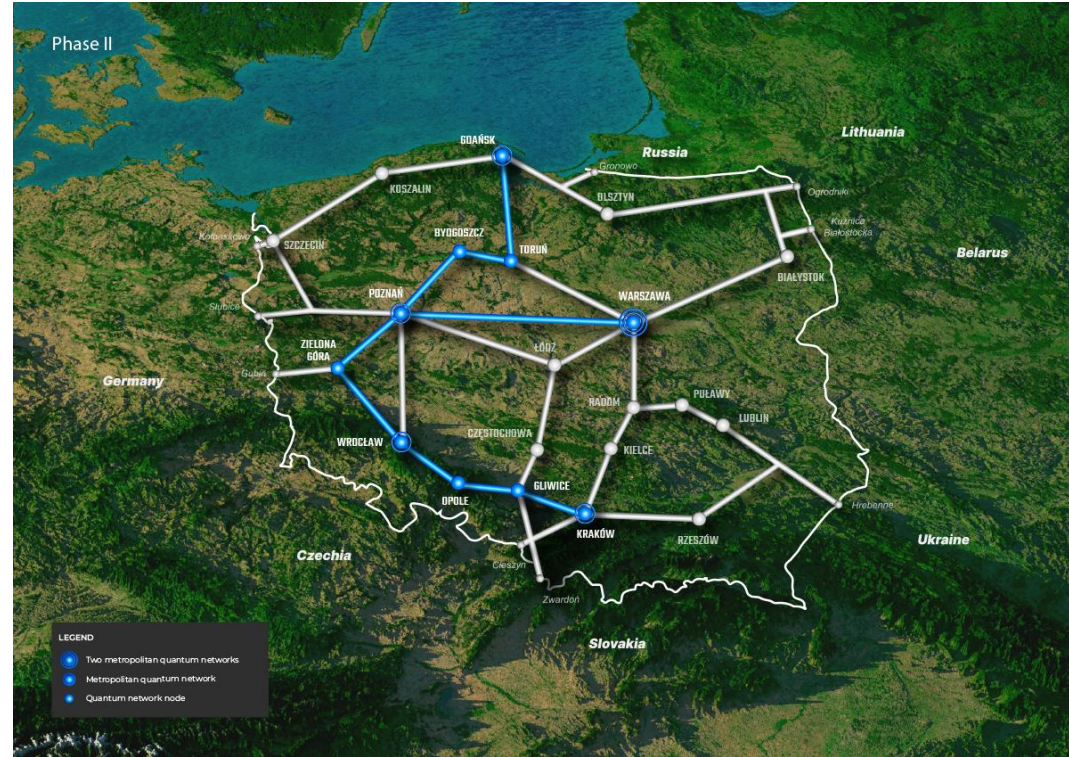 Phase II
GDAŃSK
Lithuania
Russia
Gronowo
KOSZALIN
Ogrodniki
OLSZTYN
Kuźnica
Białostocka
BYDGOSZCZ
Kołbaskowo
SZCZECIN
TORUŃ
Belarus
BIAŁYSTOK
POZNAŃ
WARSZAWA
Słubice
ZIELONA
GÓRA
ŁÓDŹ
Gubin
Germany
PUŁAWY
RADOM
LUBLIN
CZĘSTOCHOWA
WROCŁAW
KIELCE
GLIWICE
OPOLE
Hrebenne
KRAKÓW
RZESZÓW
Ukraine
Czechia
Cieszyn
Zwardoń
Slovakia
LEGEND
Two metropolitan quantum networks
Metropolitan quantum network
Quantum network node